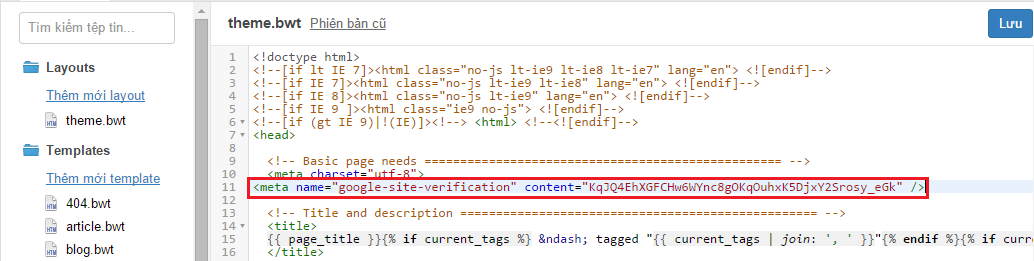 Tìm kiếm tệp tin...
Layouts
Thêm mới layout
theme.bwt
Templates
Thêm mới template
404.bwt
article.bwt
blog.bwt
theme.bwt Phiên bản cũ
Lưu
1 <!doctype html>
2 <!--[if lt IE 7]><html class="no-js lt-ie9 lt-ie8 lt-ie7" lang="en"> <![endif]-->
3 <!--[if IE 7]><html class="no-js lt-ie9 lt-ie8" lang="en"> <![endif]-->
4 <!--[if IE 8]><html class="no-js lt-ie9" lang="en"> <![endif]-->
5 <!--[if IE 9 ]><html class="ie9 no-js"> <![endif]-->
6 <!--[if (gt IE 9)|!(IE)]><!--> <html> <!--<![endif]-->
7 <head>
8
9 <!-- Basic page needs ================================================== -->
10 <meta charset="utf-8">
11 <meta name="google-site-verification" content="KqJQ4EhXGFCHw6WYnc8gOKqOuhxK5DjxY2Srosy_eGk" />
12
13 <!-- Title and description ================================================== -->
14 <title>
15 {{ page_title }}{% if current_tags %} &ndash; tagged "{{ current_tags | join: ', ' }}"{% endif %}{% if curre
16 </title>